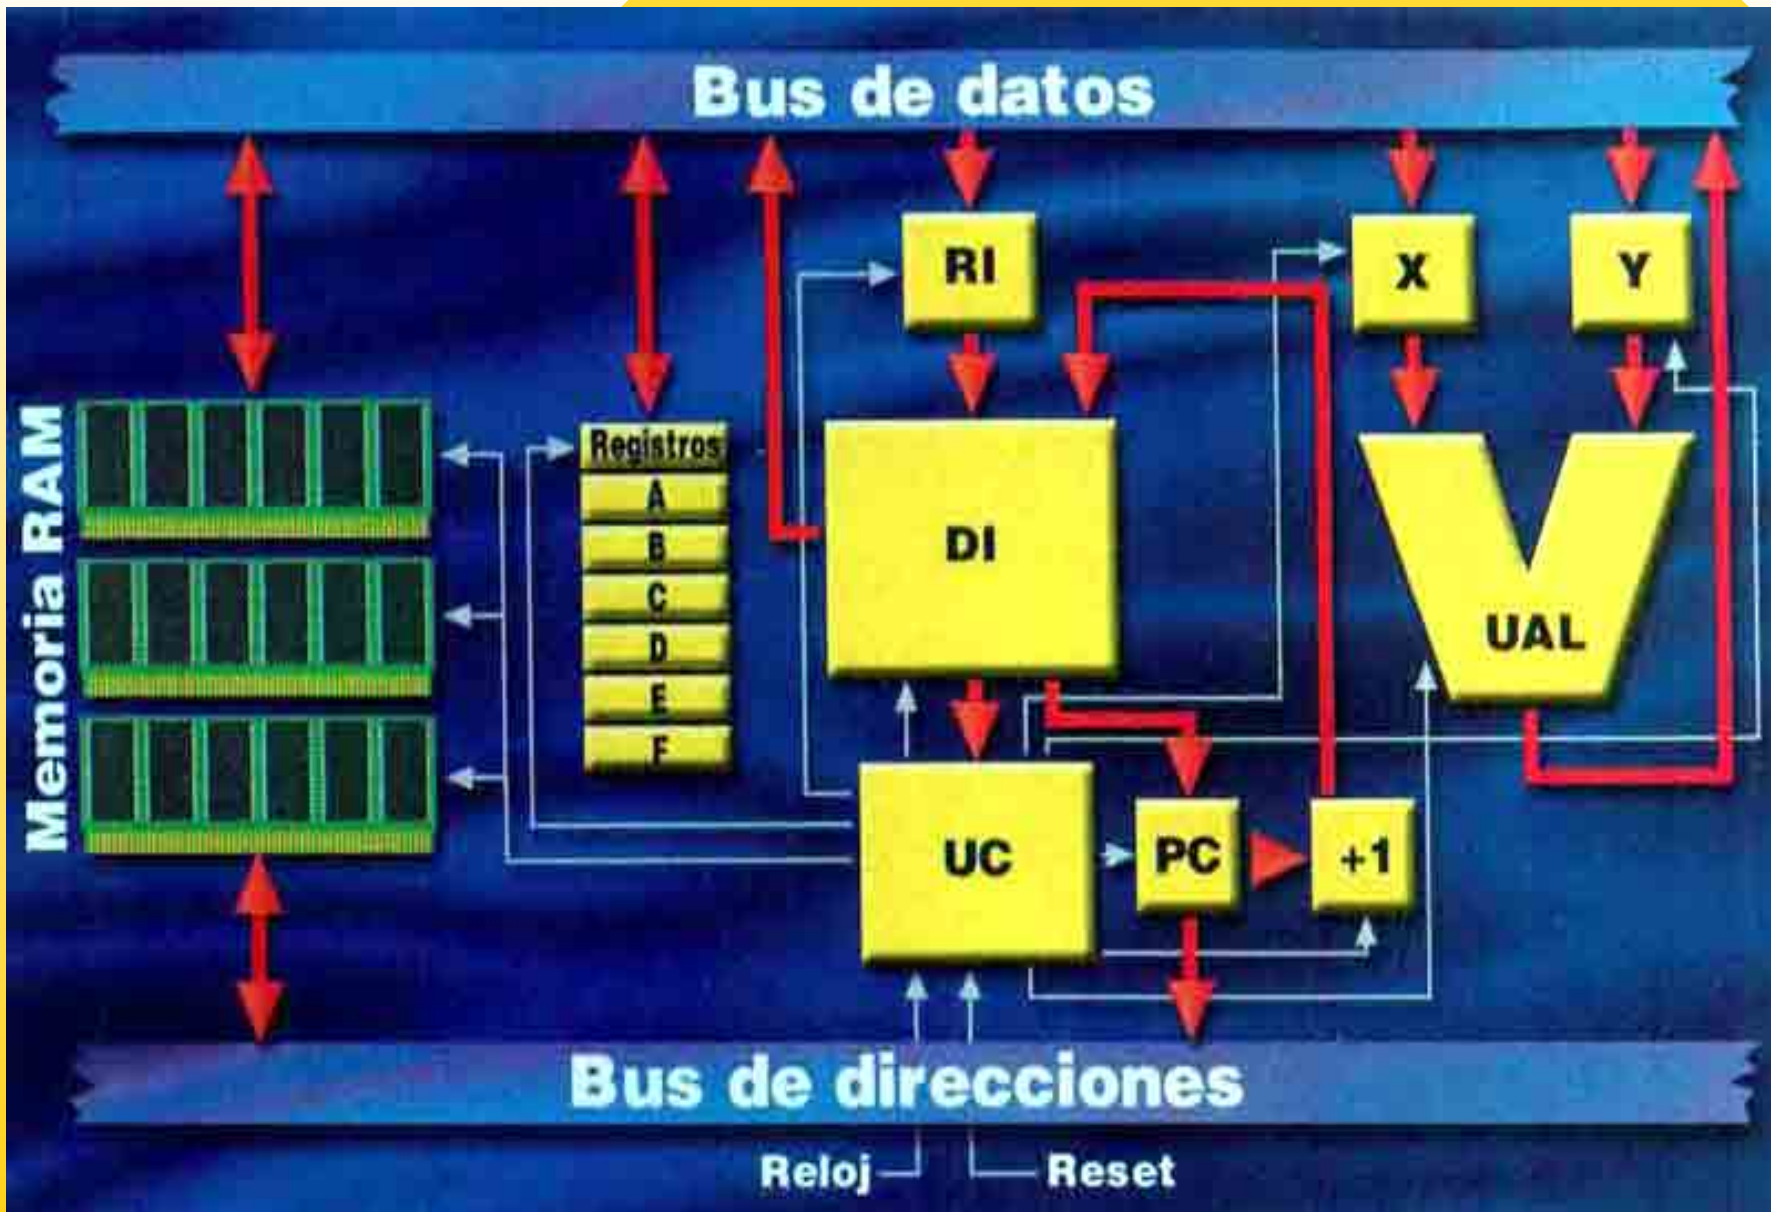 Bus de datos
RI
X
Y
Memoria RAM
Registros
A
B
C
D
E
F
DI
UAL
UC
PC
+1
Bus de direcciones
Reloj
Reset